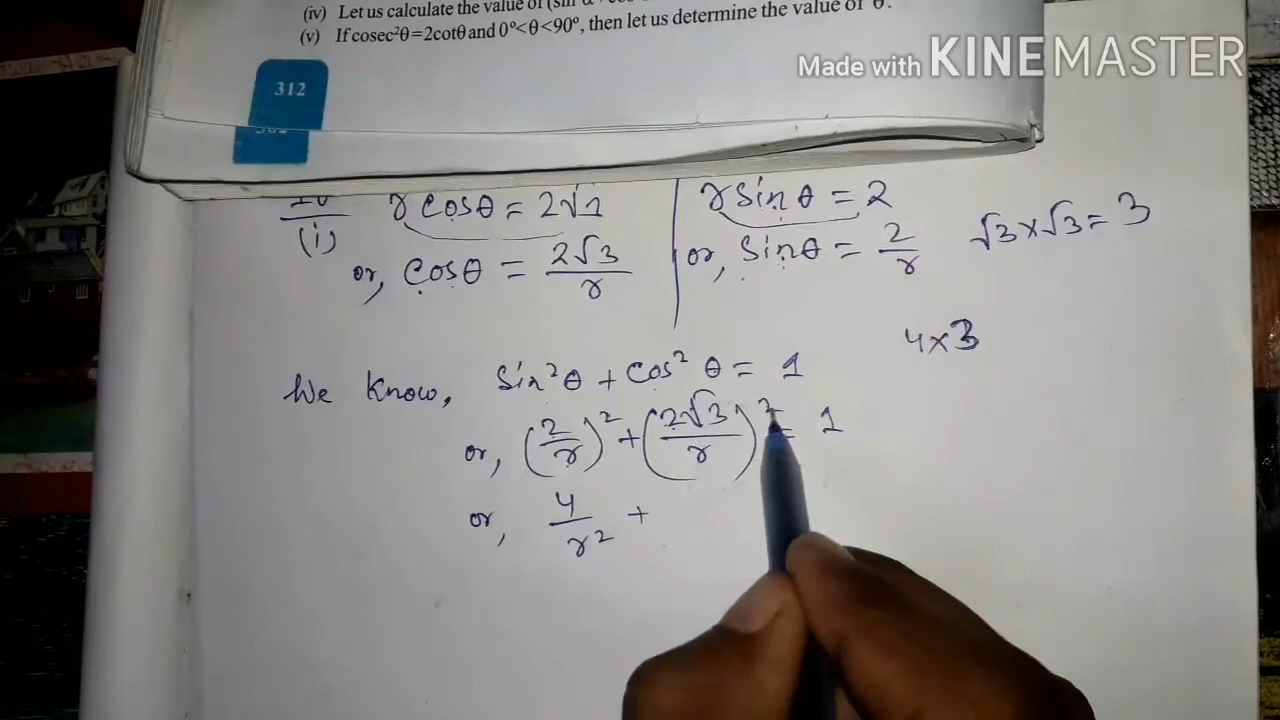 (iv) Let us calculate the value of (sin
(v) If cosec²θ=2cotθ and 0°<θ<90°, then let us determine the value of θ.
Made with KINEMASTER
312
(i) r cosθ = 2√1
or, cosθ = 2√3/r
r sinθ = 2
or, sinθ = 2/r
√3×√3= 3
4×3
We Know, Sin²θ + Cos²θ = 1
or, (2/r)² + (2√3/r)² = 1
or, 4/r² +